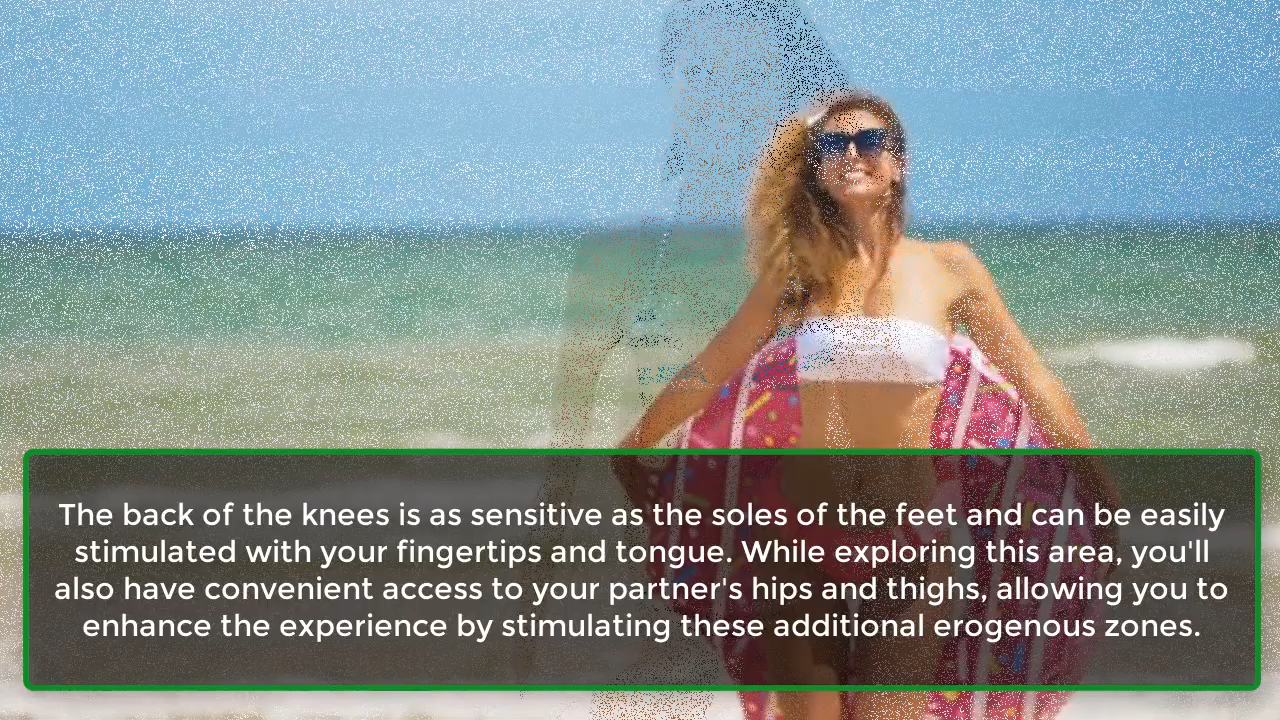 The back of the knees is as sensitive as the soles of the feet and can be easily
stimulated with your fingertips and tongue. While exploring this area, you'll
also have convenient access to your partner's hips and thighs, allowing you to
enhance the experience by stimulating these additional erogenous zones.